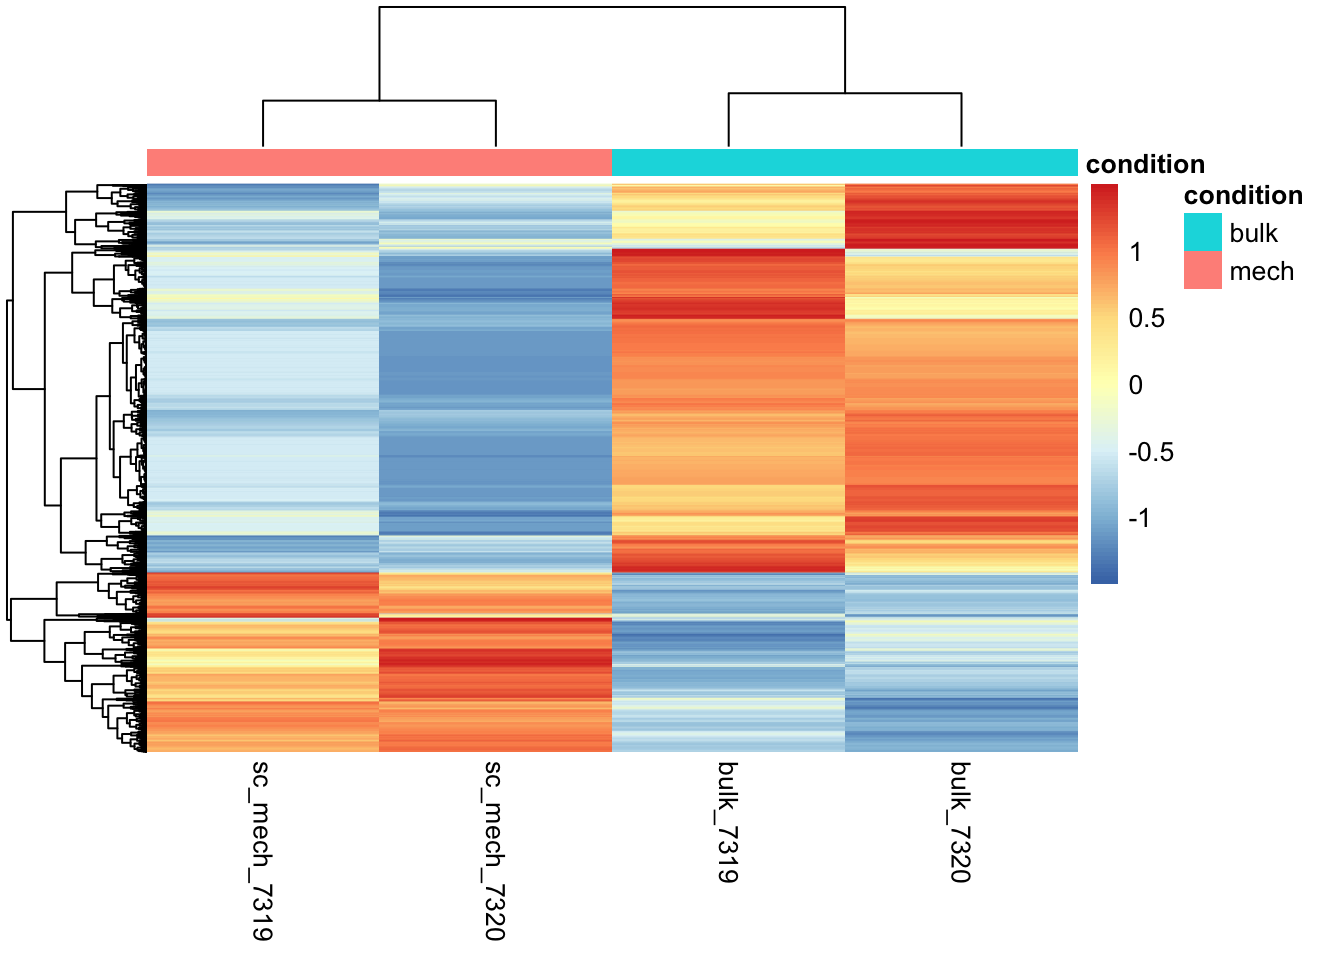 condition
condition
bulk
mech
1
0.5
0
-0.5
-1
sc_mech_7319
sc_mech_7320
bulk_7319
bulk_7320